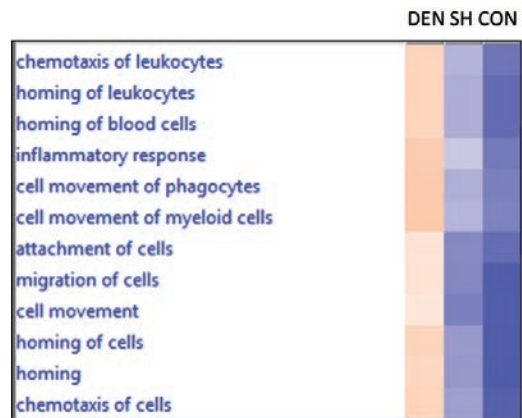 DEN SH CON
chemotaxis of leukocytes
homing of leukocytes
homing of blood cells
inflammatory response
cell movement of phagocytes
cell movement of myeloid cells
attachment of cells
migration of cells
cell movement
homing of cells
homing
chemotaxis of cells